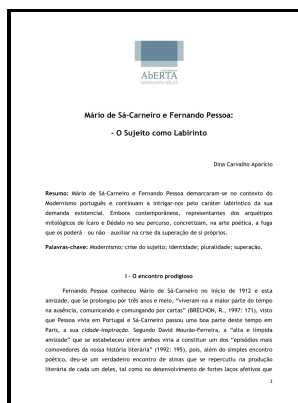 AbERTA
www.univ-ab.pt
Mário de Sá-Carneiro e Fernando Pessoa:
– O Sujeito como Labirinto
Dina Carvalho Aparício
Resumo: Mário de Sá-Carneiro e Fernando Pessoa demarcaram-se no contexto do
Modernismo português e continuam a intrigar-nos pelo caráter labiríntico da sua
demanda existencial. Embora contemporâneos, representantes dos arquétipos
mitológicos de Ícaro e Dédalo no seu percurso, concretizam, na arte poética, a fuga
que os poderá – ou não – auxiliar na crise da superação de si próprios.
Palavras-chave: Modernismo; crise do sujeito; identidade; pluralidade; superação.
I – O encontro prodigioso
Fernando Pessoa conheceu Mário de Sá-Carneiro no início de 1912 e esta
amizade, que se prolongou por três anos e meio, “viveram-na a maior parte do tempo
na ausência, comunicando e comungando por cartas” (BRÉCHON, R., 1997: 171), visto
que Pessoa vivia em Portugal e Sá-Carneiro passou uma boa parte deste tempo em
Paris, a sua cidade-inspiração. Segundo David Mourão-Ferreira, a “alta e límpida
amizade” que se estabeleceu entre ambos viria a constituir um dos “episódios mais
comovedores da nossa história literária” (1992: 195), pois, além do simples encontro
poético, deu-se um verdadeiro encontro de almas que se repercutiu na produção
literária de cada um deles, tal como no desenvolvimento de fortes laços afetivos que
1